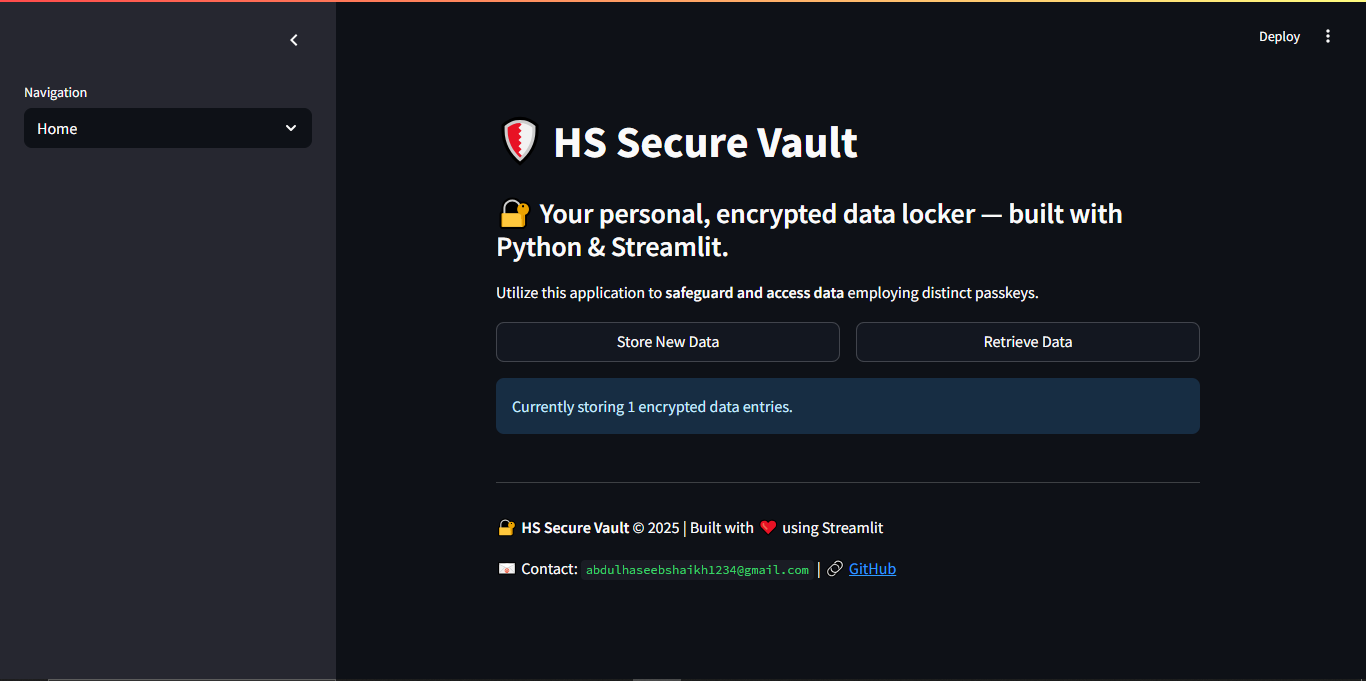 Deploy
Navigation
Home
HS Secure Vault
Your personal, encrypted data locker — built with
Python & Streamlit.
Utilize this application to safeguard and access data employing distinct passkeys.
Store New Data
Retrieve Data
Currently storing 1 encrypted data entries.
HS Secure Vault © 2025 | Built with ❤️ using Streamlit
Contact: abdulhaseebshaikh1234@gmail.com | GitHub